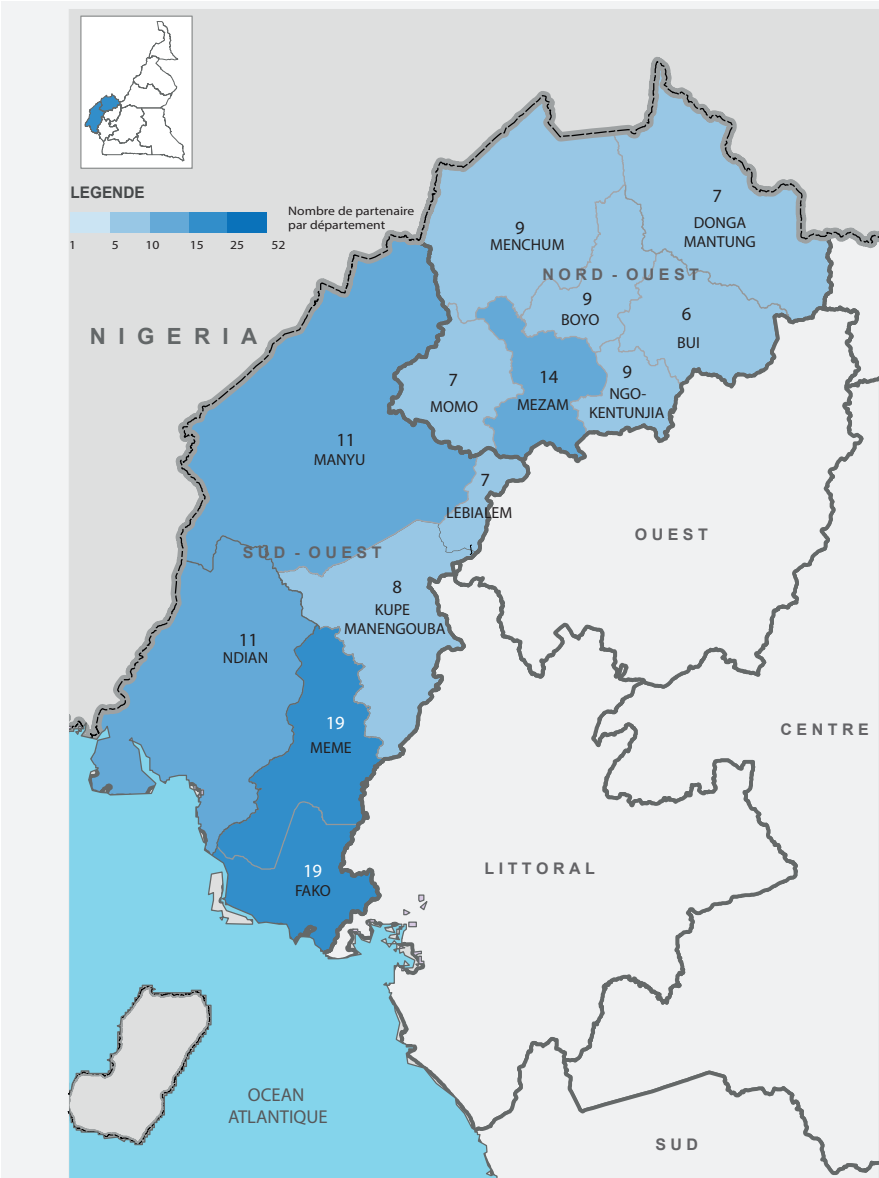 LEGENDE
Nombre de partenaire
par département
1 5 10 15 25 52
7
DONGA
MANTUNG
9
MENCHUM
NORD - OUEST
9
BOYO
6
BUI
NIGERIA
7
MOMO
14
MEZAM
9
NGO-
KENTUNJIA
11
MANYU
7
LEBIALEM
OUEST
SUD - OUEST
8
KUPE
MANENGOUBA
11
NDIAN
19
MEME
CENTRE
19
FAKO
LITTORAL
OCEAN
ATLANTIQUE
SUD